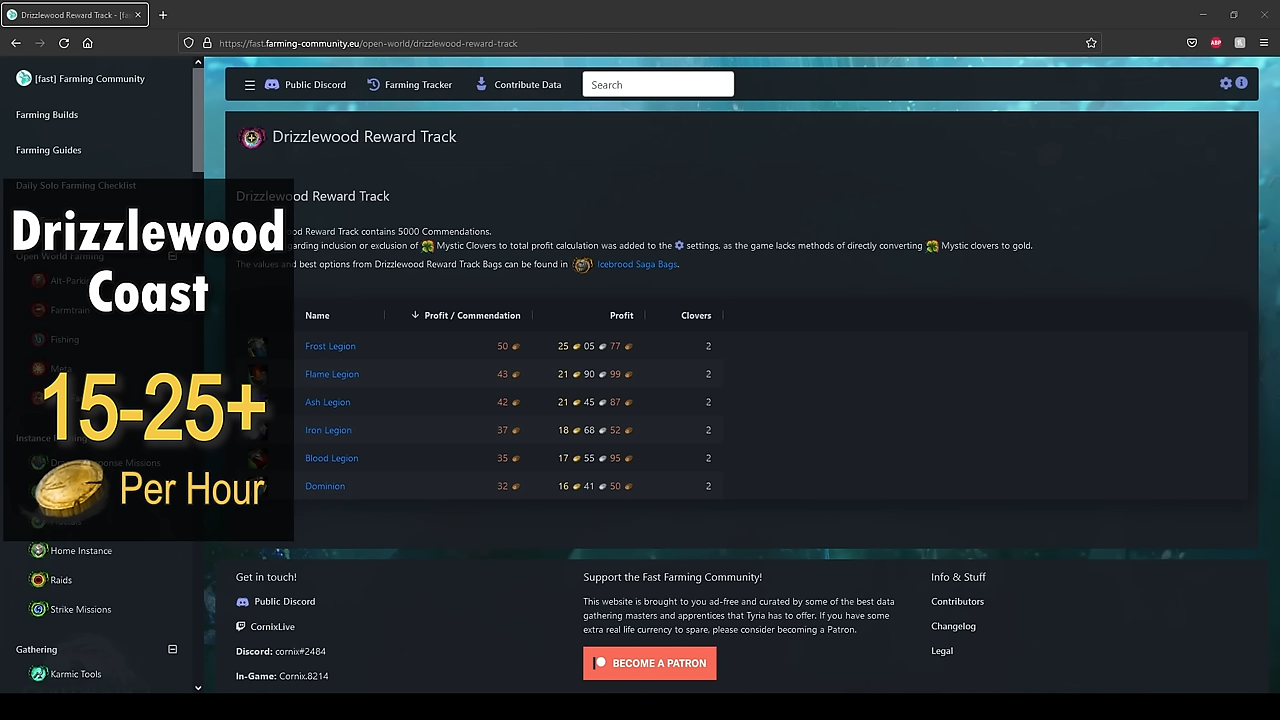 Drizzlewood Reward Track - [fa
https://fast.farming-community.eu/open-world/drizzlewood-reward-track
ABP
[fast] Farming Community
Public Discord
Farming Tracker
Contribute Data
Search
Farming Builds
Farming Guides
Daily Solo Farming Checklist
Drizzlewood Reward Track
Drizzlewood Reward Track
Drizzlewood
Coast
15-25+
Per Hour
ood Reward Track contains 5000 Commendations.
arding inclusion or exclusion of Mystic Clovers to total profit calculation was added to the settings, as the game lacks methods of directly converting Mystic clovers to gold.
The values and best options from Drizzlewood Reward Track Bags can be found in Icebrood Saga Bags.
Open World Farming
Alt-Park
Farmtrain
Fishing
Meta
Name Profit / Commendation Profit Clovers
Frost Legion 50 25 05 77 2
Flame Legion 43 21 90 99 2
Ash Legion 42 21 45 87 2
Iron Legion 37 18 68 52 2
Blood Legion 35 17 55 95 2
Dominion 32 16 41 50 2
Home Instance
Raids
Strike Missions
Gathering
Karmic Tools
Get in touch!
Public Discord
CornixLive
Discord: cornix#2484
In-Game: Cornix.8214
Support the Fast Farming Community!
This website is brought to you ad-free and curated by some of the best data
gathering masters and apprentices that Tyria has to offer. If you have some
extra real life currency to spare, please consider becoming a Patron.
BECOME A PATRON
Info & Stuff
Contributors
Changelog
Legal